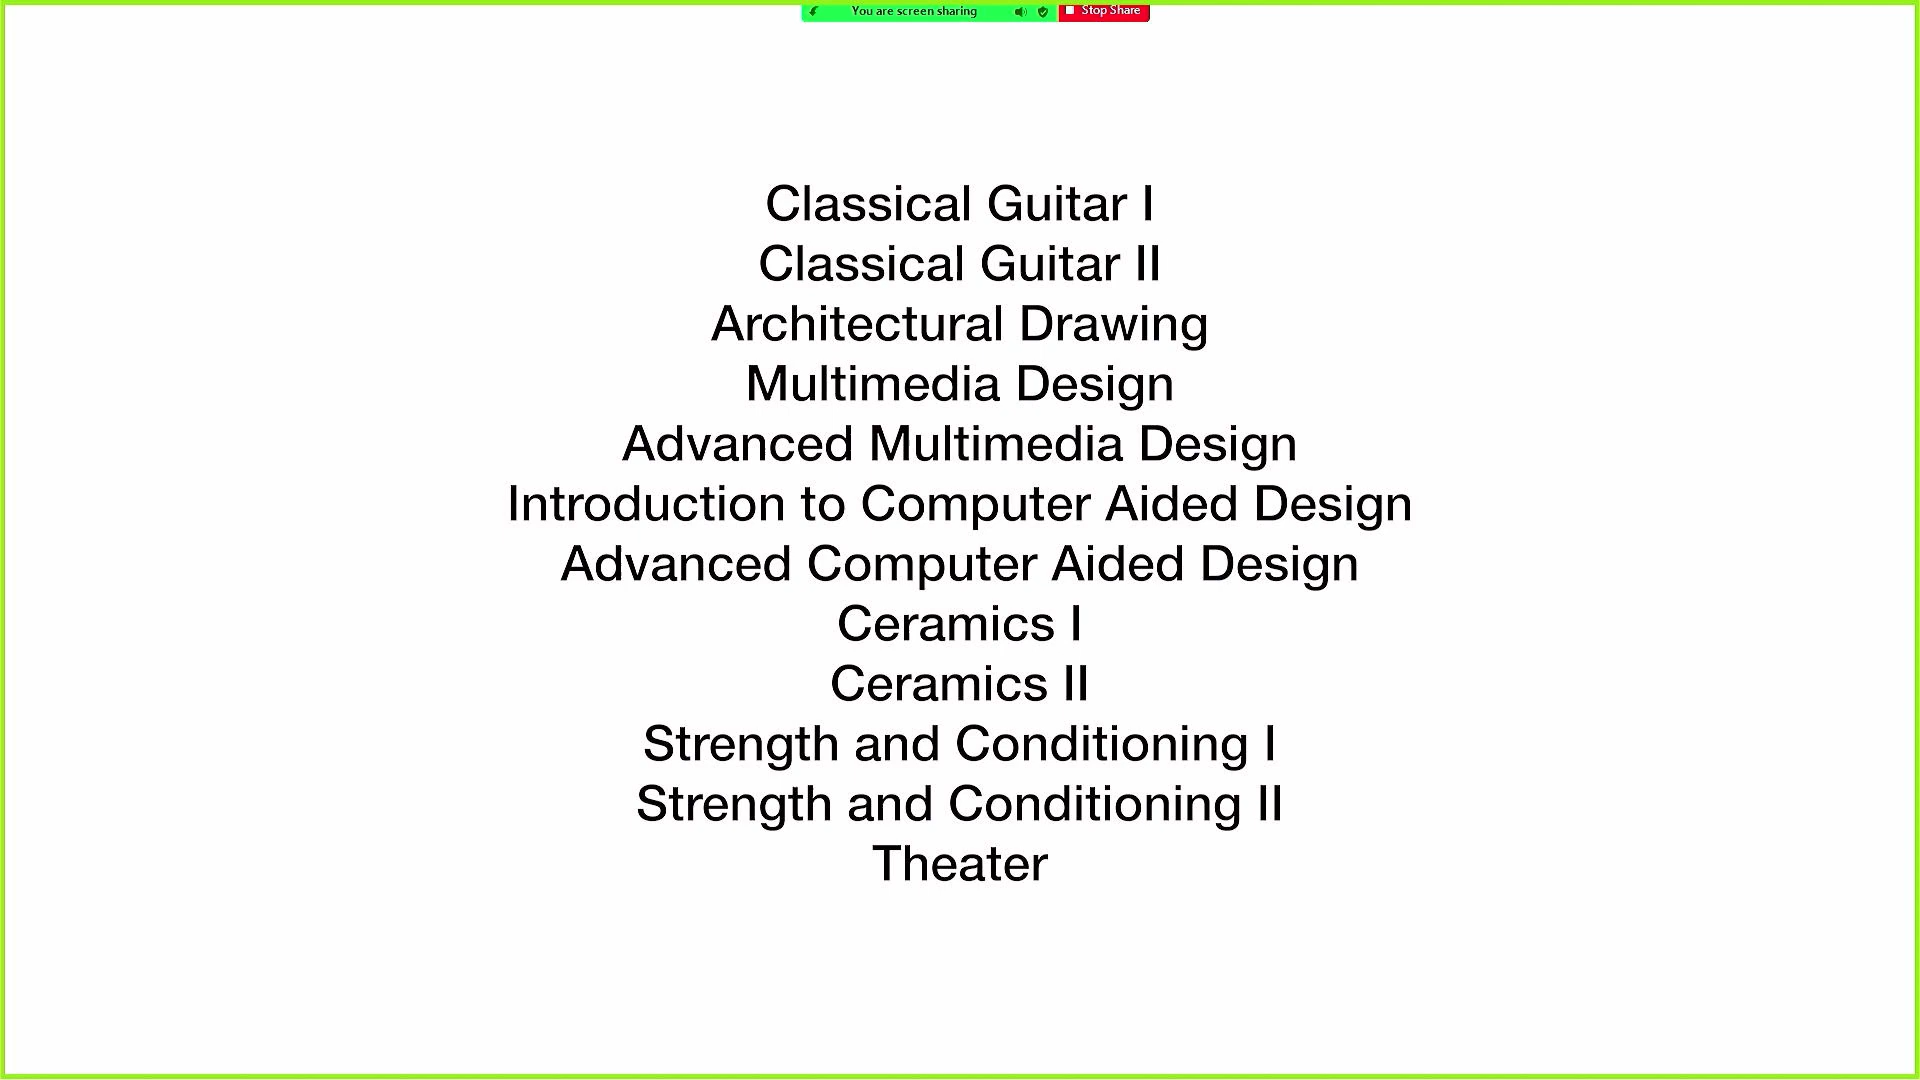 You are screen sharing Stop Share
Classical Guitar I
Classical Guitar II
Architectural Drawing
Multimedia Design
Advanced Multimedia Design
Introduction to Computer Aided Design
Advanced Computer Aided Design
Ceramics I
Ceramics II
Strength and Conditioning I
Strength and Conditioning II
Theater